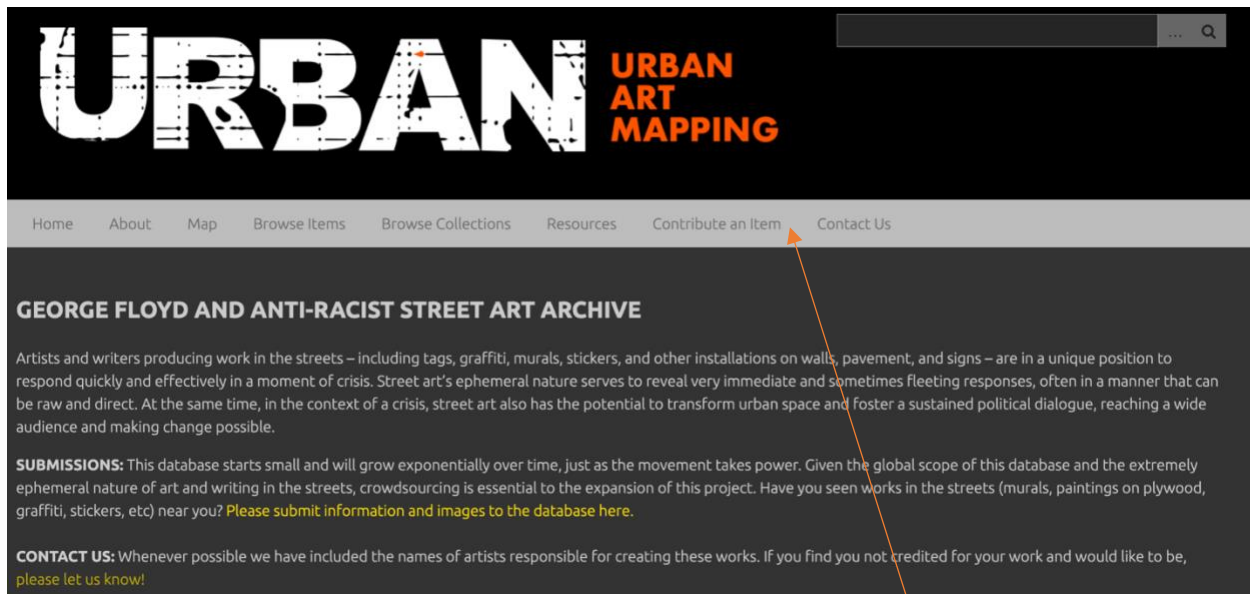 URBAN
URBAN
ART
MAPPING
...
Home About Map Browse Items Browse Collections Resources Contribute an Item Contact Us
GEORGE FLOYD AND ANTI-RACIST STREET ART ARCHIVE
Artists and writers producing work in the streets – including tags, graffiti, murals, stickers, and other installations on walls, pavement, and signs – are in a unique position to
respond quickly and effectively in a moment of crisis. Street art's ephemeral nature serves to reveal very immediate and sometimes fleeting responses, often in a manner that can
be raw and direct. At the same time, in the context of a crisis, street art also has the potential to transform urban space and foster a sustained political dialogue, reaching a wide
audience and making change possible.
SUBMISSIONS: This database starts small and will grow exponentially over time, just as the movement takes power. Given the global scope of this database and the extremely
ephemeral nature of art and writing in the streets, crowdsourcing is essential to the expansion of this project. Have you seen works in the streets (murals, paintings on plywood,
graffiti, stickers, etc) near you? Please submit information and images to the database here.
CONTACT US: Whenever possible we have included the names of artists responsible for creating these works. If you find you not credited for your work and would like to be,
please let us know!